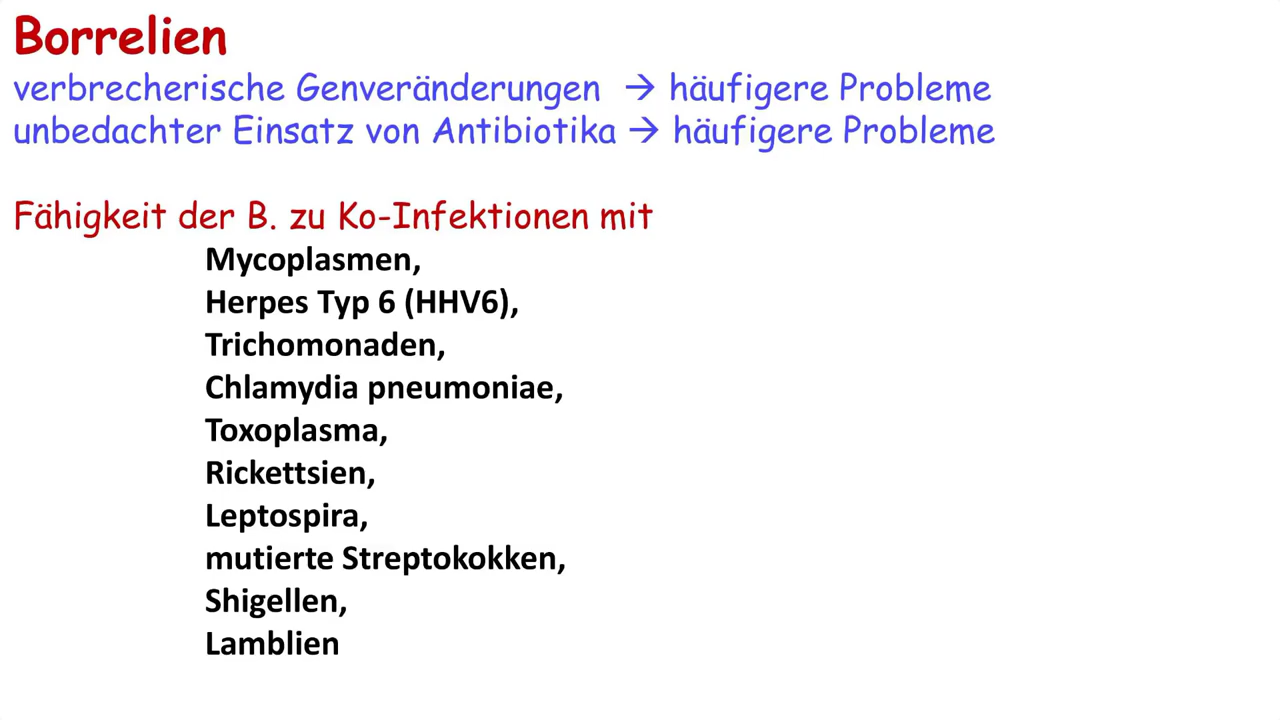 Borrelien
verbrecherische Genveränderungen → häufigere Probleme
unbedachter Einsatz von Antibiotika → häufigere Probleme
Fähigkeit der B. zu Ko-Infektionen mit
Mycoplasmen,
Herpes Typ 6 (HHV6),
Trichomonaden,
Chlamydia pneumoniae,
Toxoplasma,
Rickettsien,
Leptospira,
mutierte Streptokokken,
Shigellen,
Lamblien